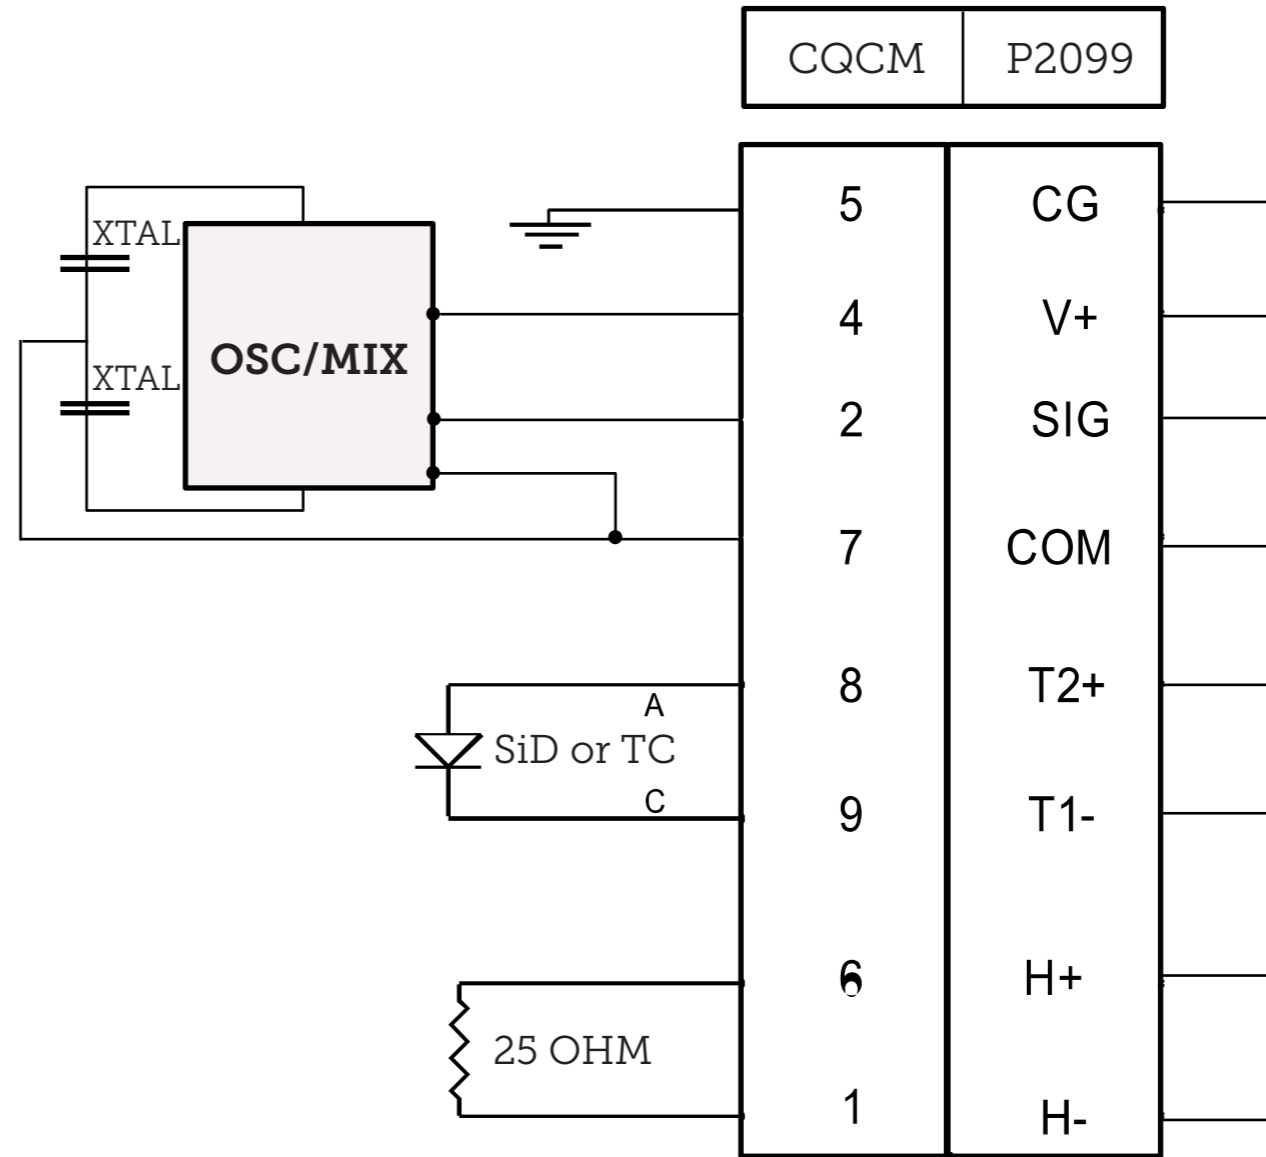 CQCM P2099
5 CG
XTAL
4 V+
OSC/MIX
XTAL
2 SIG
7 COM
8 T2+
A
SiD or TC
C
9 T1-
6 H+
25 OHM
1 H-